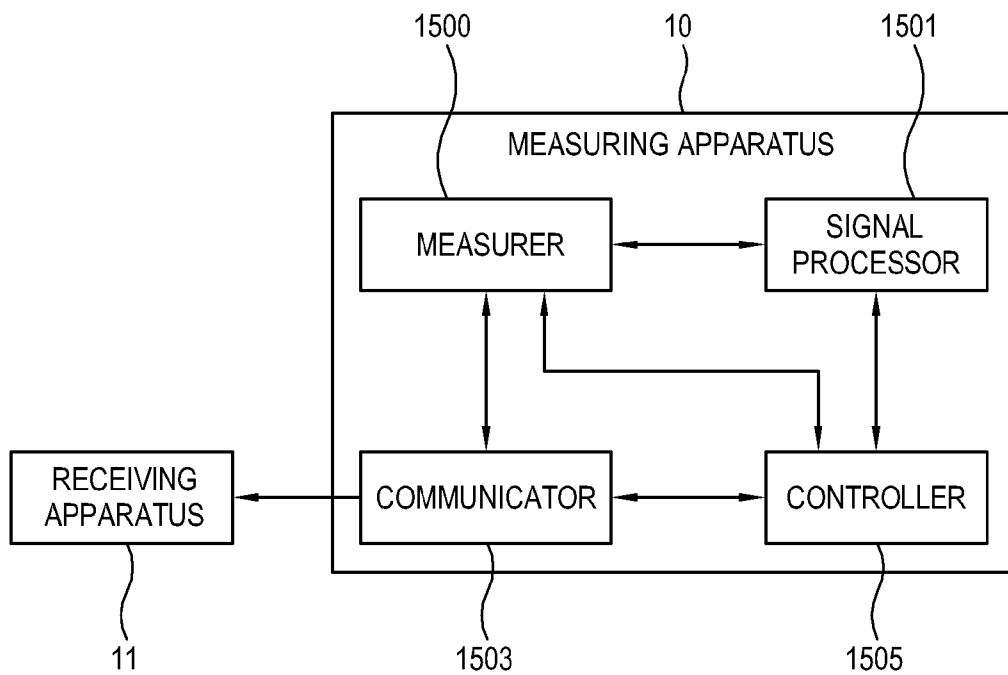 1500
10
1501
MEASURING APPARATUS
MEASURER
SIGNAL
PROCESSOR
RECEIVING
APPARATUS
COMMUNICATOR
CONTROLLER
11
1503
1505